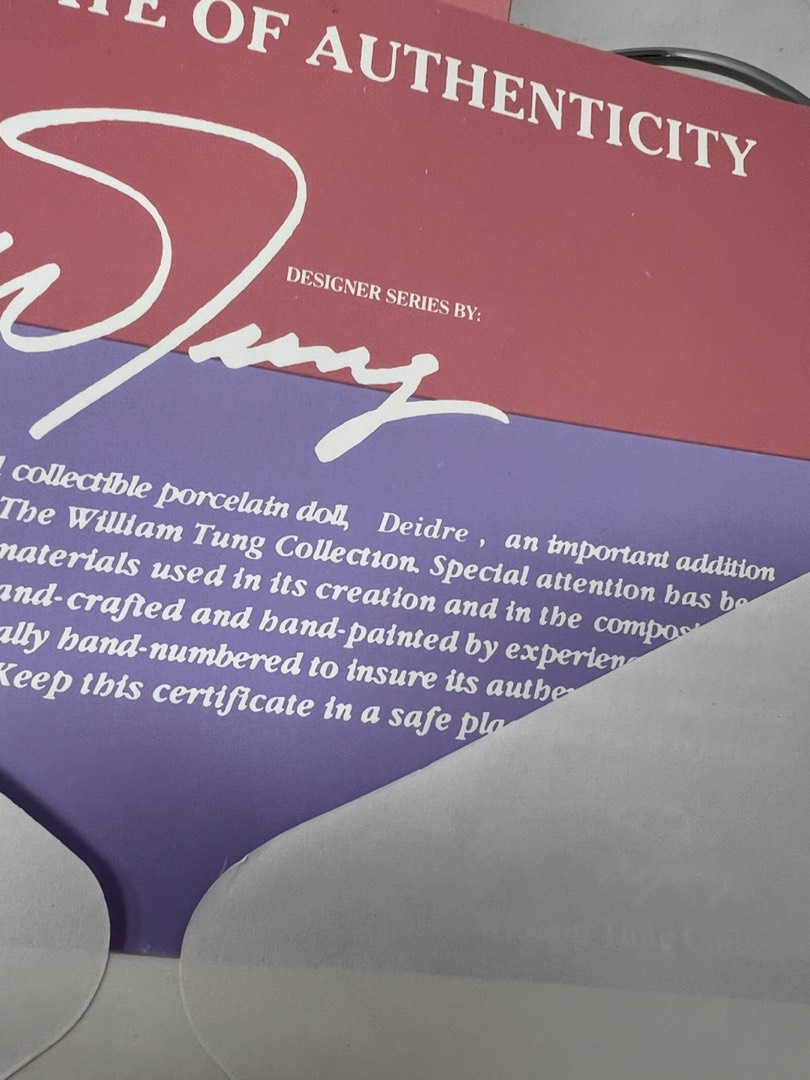 OF AUTHENTICITY
DESIGNER SERIES BY:
W Tung
collectible porcelain doll, Deidre , an important addition
The William Tung Collection. Special attention has
materials used in its creation and in the
hand-crafted and hand-painted by
hand-numbered to insure its
Keep this certificate in a safe